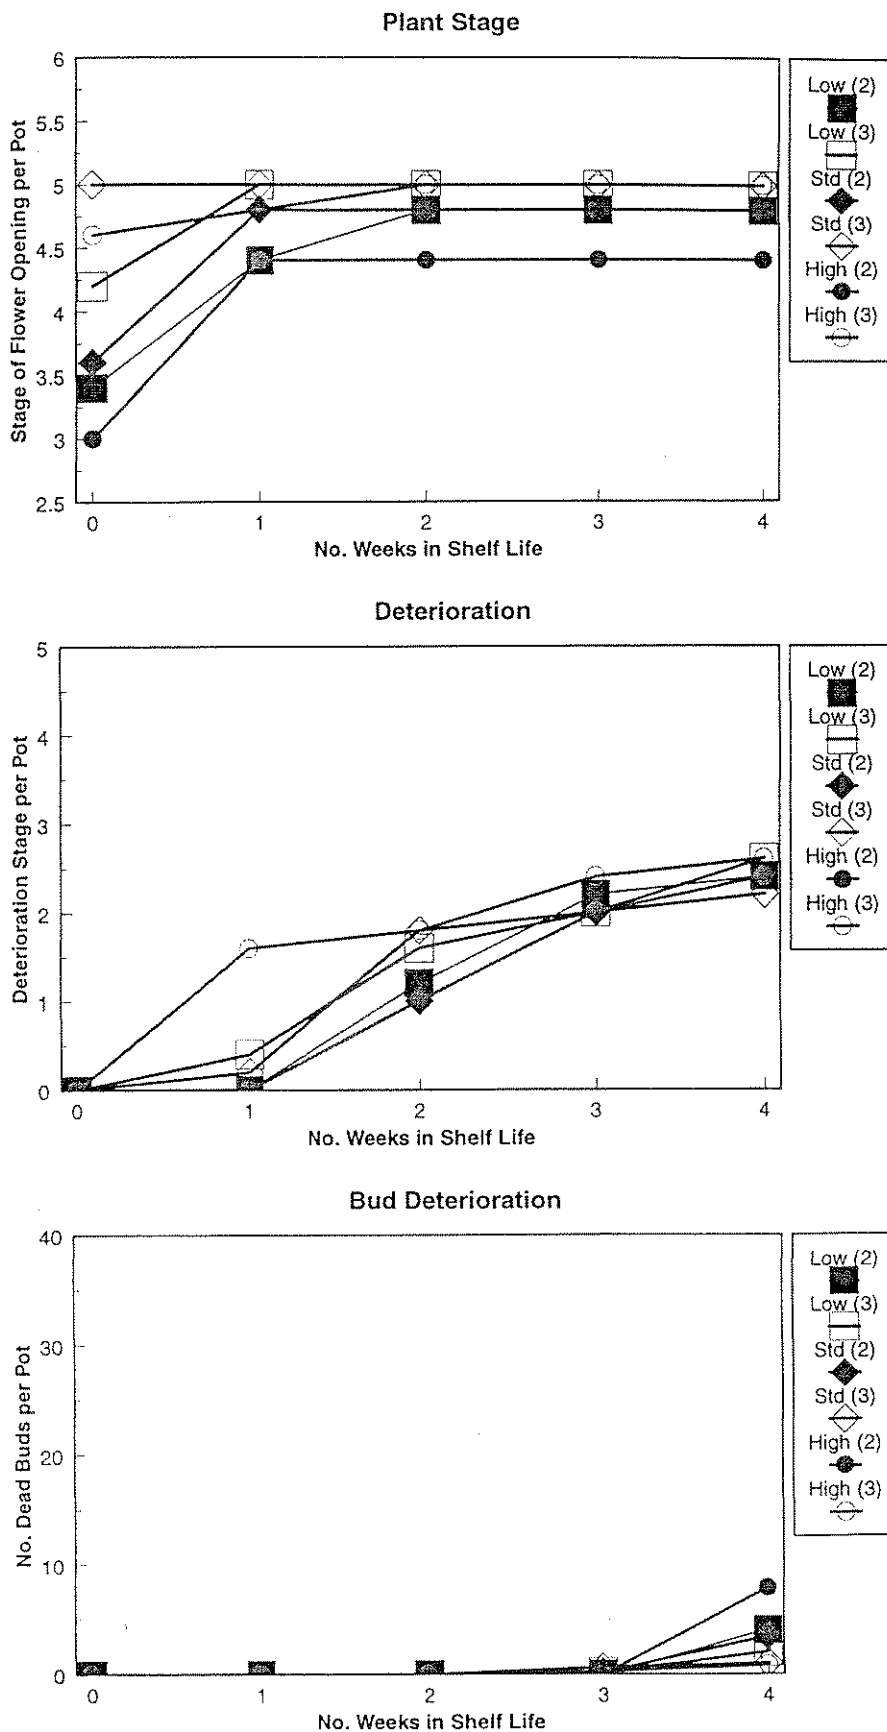 Plant Stage
Stage of Flower Opening per Pot
6
5.5
5
4.5
4
3.5
3
2.5
0 1 2 3 4
No. Weeks in Shelf Life
Low (2)
Low (3)
Std (2)
Std (3)
High (2)
High (3)
Deterioration
Deterioration Stage per Pot
5
4
3
2
1
0
0 1 2 3 4
No. Weeks in Shelf Life
Low (2)
Low (3)
Std (2)
Std (3)
High (2)
High (3)
Bud Deterioration
No. Dead Buds per Pot
40
30
20
10
0
0 1 2 3 4
No. Weeks in Shelf Life
Low (2)
Low (3)
Std (2)
Std (3)
High (2)
High (3)